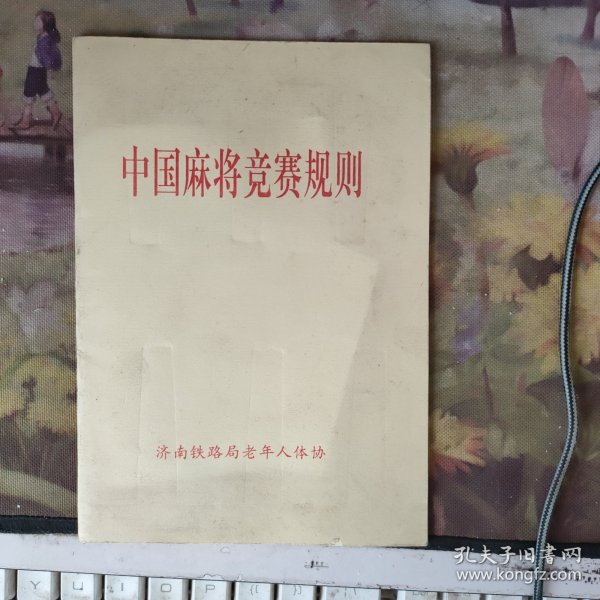 中国麻将竞赛规则
济南铁路局老年人体协
孔夫子旧書网
www.kongfz.com
Y U I O P